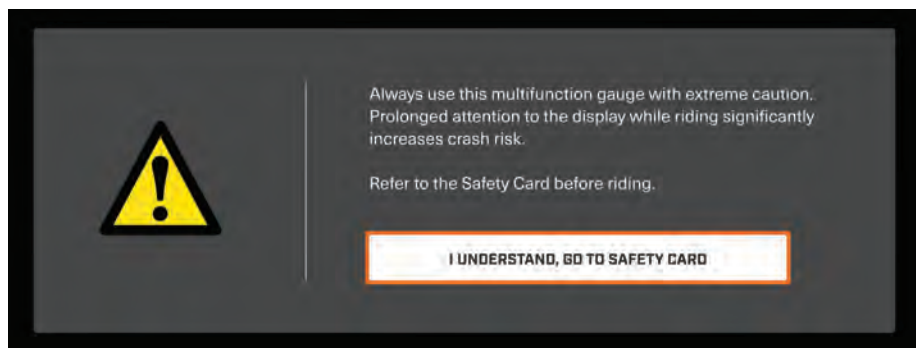 Always use this multifunction gauge with extreme caution.
Prolonged attention to the display while riding significantly
increases crash risk.
Refer to the Safety Card before riding.
I UNDERSTAND, GO TO SAFETY CARD